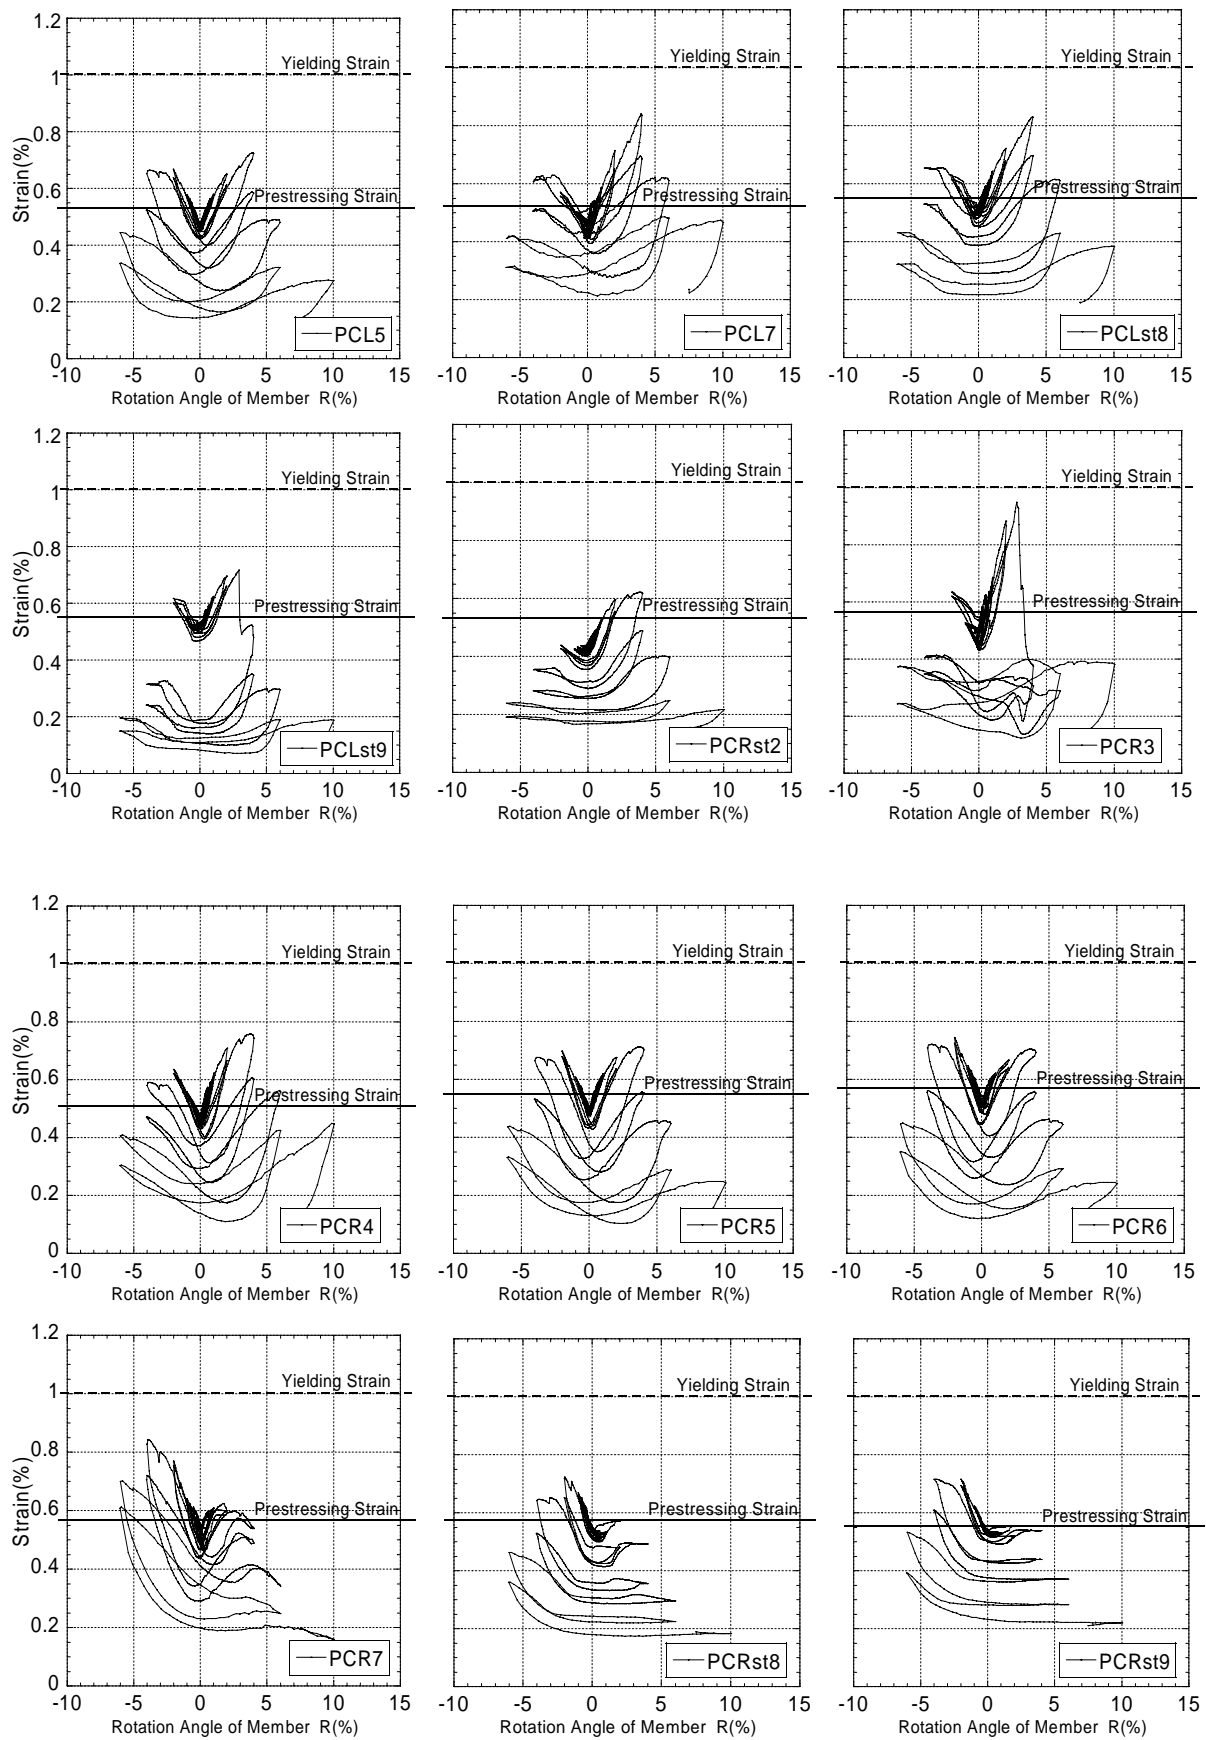 1.2
1
0.8
0.6
0.4
0.2
0
Strain(%)
Yielding Strain
Prestressing Strain
PCL5
-10 -5 0 5 10 15
Rotation Angle of Member R(%)
Yielding Strain
Prestressing Strain
PCL7
-10 -5 0 5 10 15
Rotation Angle of Member R(%)
Yielding Strain
Prestressing Strain
PCLst8
-10 -5 0 5 10 15
Rotation Angle of Member R(%)
1.2
1
0.8
0.6
0.4
0.2
0
Strain(%)
Yielding Strain
Prestressing Strain
PCLst9
-10 -5 0 5 10 15
Rotation Angle of Member R(%)
Yielding Strain
Prestressing Strain
PCRst2
-10 -5 0 5 10 15
Rotation Angle of Member R(%)
Yielding Strain
Prestressing Strain
PCR3
-10 -5 0 5 10 15
Rotation Angle of Member R(%)
1.2
1
0.8
0.6
0.4
0.2
0
Strain(%)
Yielding Strain
Prestressing Strain
PCR4
-10 -5 0 5 10 15
Rotation Angle of Member R(%)
Yielding Strain
Prestressing Strain
PCR5
-10 -5 0 5 10 15
Rotation Angle of Member R(%)
Yielding Strain
Prestressing Strain
PCR6
-10 -5 0 5 10 15
Rotation Angle of Member R(%)
1.2
1
0.8
0.6
0.4
0.2
0
Strain(%)
Yielding Strain
Prestressing Strain
PCR7
-10 -5 0 5 10 15
Rotation Angle of Member R(%)
Yielding Strain
Prestressing Strain
PCRst8
-10 -5 0 5 10 15
Rotation Angle of Member R(%)
Yielding Strain
Prestressing Strain
PCRst9
-10 -5 0 5 10 15
Rotation Angle of Member R(%)